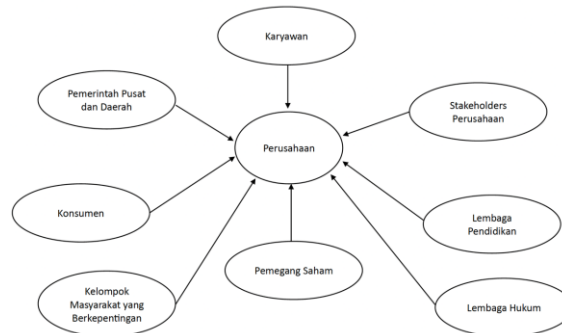 Karyawan
Pemerintah Pusat
dan Daerah
Stakeholders
Perusahaan
Perusahaan
Konsumen
Lembaga
Pendidikan
Pemegang Saham
Kelompok
Masyarakat yang
Berkepentingan
Lembaga Hukum